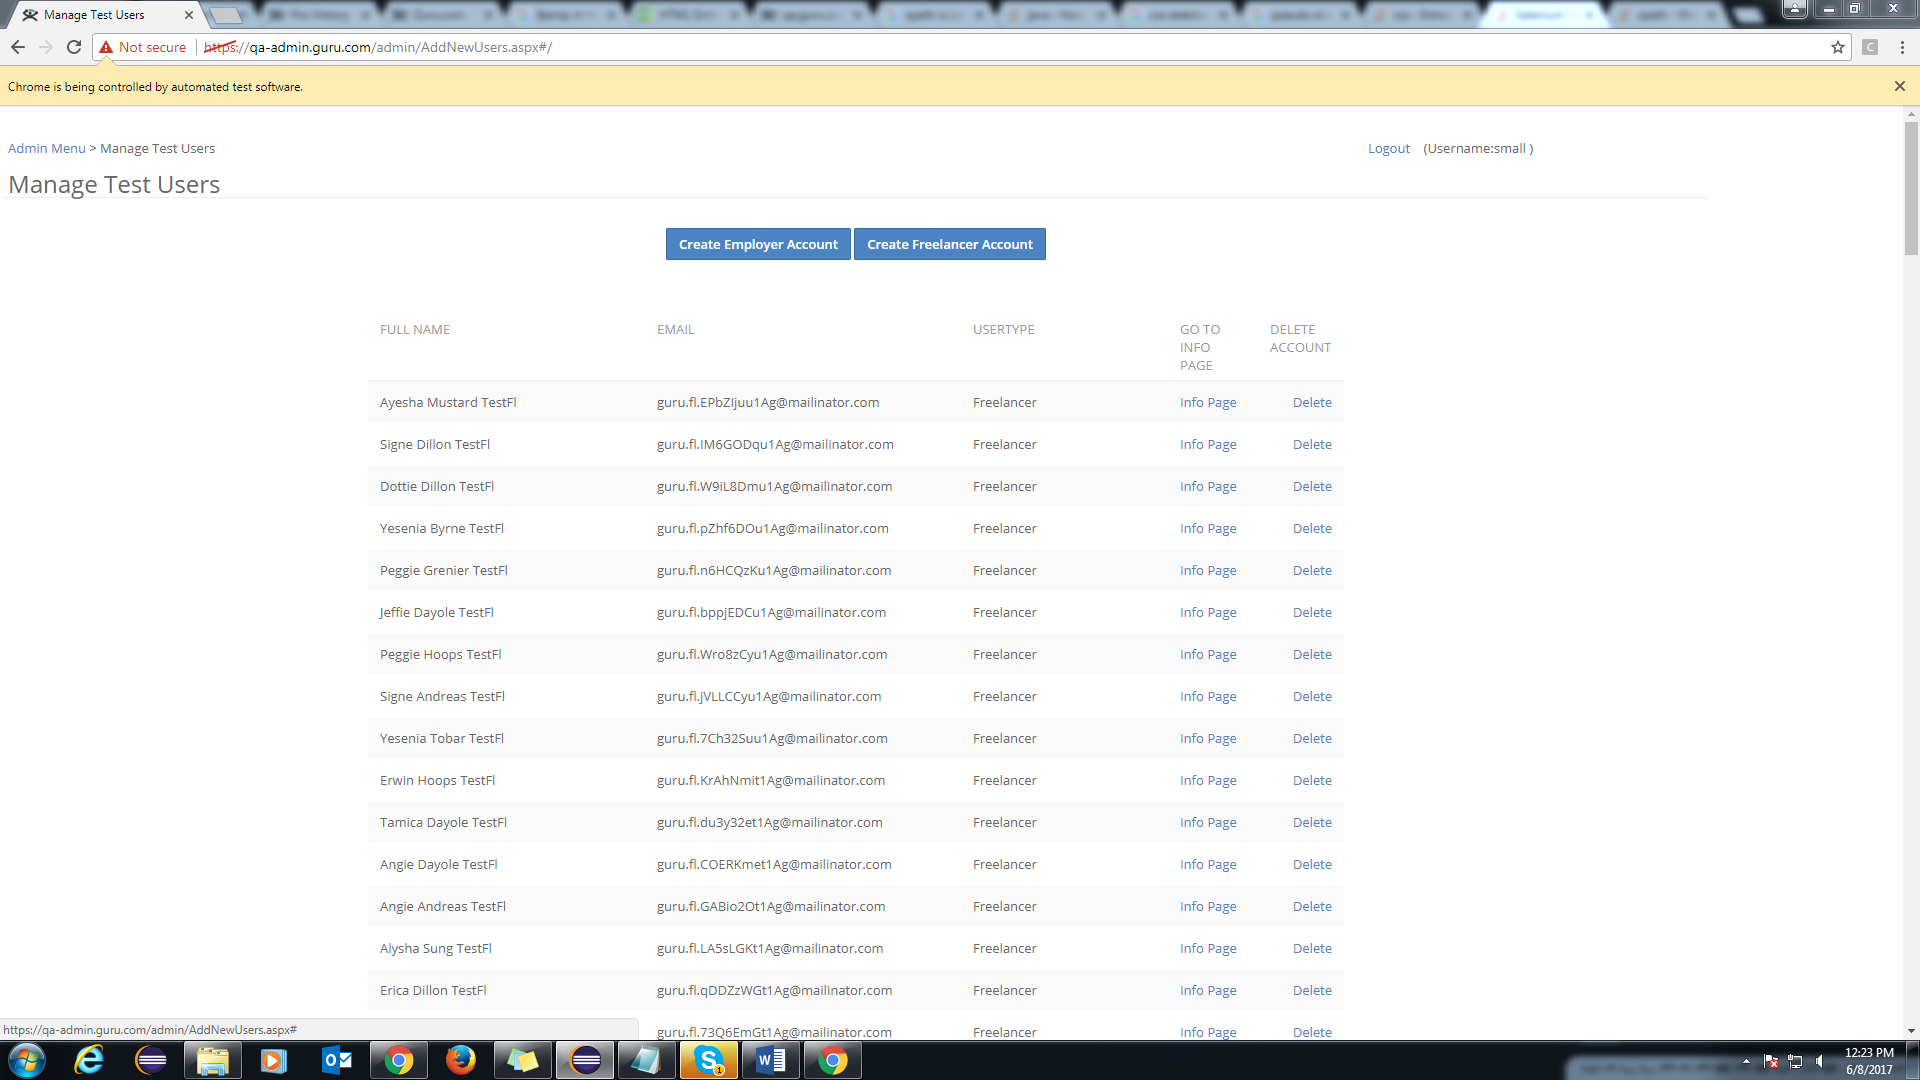 Manage Test Users
Not secure https://qa-admin.guru.com/admin/AddNewUsers.aspx#/
C
Chrome is being controlled by automated test software.
Admin Menu > Manage Test Users Logout (Username:small )
Manage Test Users
Create Employer Account Create Freelancer Account
FULL NAME EMAIL USERTYPE GO TO INFO PAGE DELETE ACCOUNT
Ayesha Mustard TestFl guru.fl.EPbZIjuu1Ag@mailinator.com Freelancer Info Page Delete
Signe Dillon TestFl guru.fl.IM6GODqu1Ag@mailinator.com Freelancer Info Page Delete
Dottie Dillon TestFl guru.fl.W9iL8Dmu1Ag@mailinator.com Freelancer Info Page Delete
Yesenia Byrne TestFl guru.fl.pZhf6DOu1Ag@mailinator.com Freelancer Info Page Delete
Peggie Grenier TestFl guru.fl.n6HCQzKu1Ag@mailinator.com Freelancer Info Page Delete
Jeffie Dayole TestFl guru.fl.bppjEDCu1Ag@mailinator.com Freelancer Info Page Delete
Peggie Hoops TestFl guru.fl.Wro8zCyu1Ag@mailinator.com Freelancer Info Page Delete
Signe Andreas TestFl guru.fl.jVLLCCyu1Ag@mailinator.com Freelancer Info Page Delete
Yesenia Tobar TestFl guru.fl.7Ch32Suu1Ag@mailinator.com Freelancer Info Page Delete
Erwin Hoops TestFl guru.fl.KrAhNmit1Ag@mailinator.com Freelancer Info Page Delete
Tamica Dayole TestFl guru.fl.du3y32et1Ag@mailinator.com Freelancer Info Page Delete
Angie Dayole TestFl guru.fl.COERKmet1Ag@mailinator.com Freelancer Info Page Delete
Angie Andreas TestFl guru.fl.GABio2Ot1Ag@mailinator.com Freelancer Info Page Delete
Alysha Sung TestFl guru.fl.LA5sLGKt1Ag@mailinator.com Freelancer Info Page Delete
Erica Dillon TestFl guru.fl.qDDZzWGt1Ag@mailinator.com Freelancer Info Page Delete
guru.fl.73Q6EmGt1Ag@mailinator.com Freelancer Info Page Delete
https://qa-admin.guru.com/admin/AddNewUsers.aspx#
12:23 PM
6/8/2017